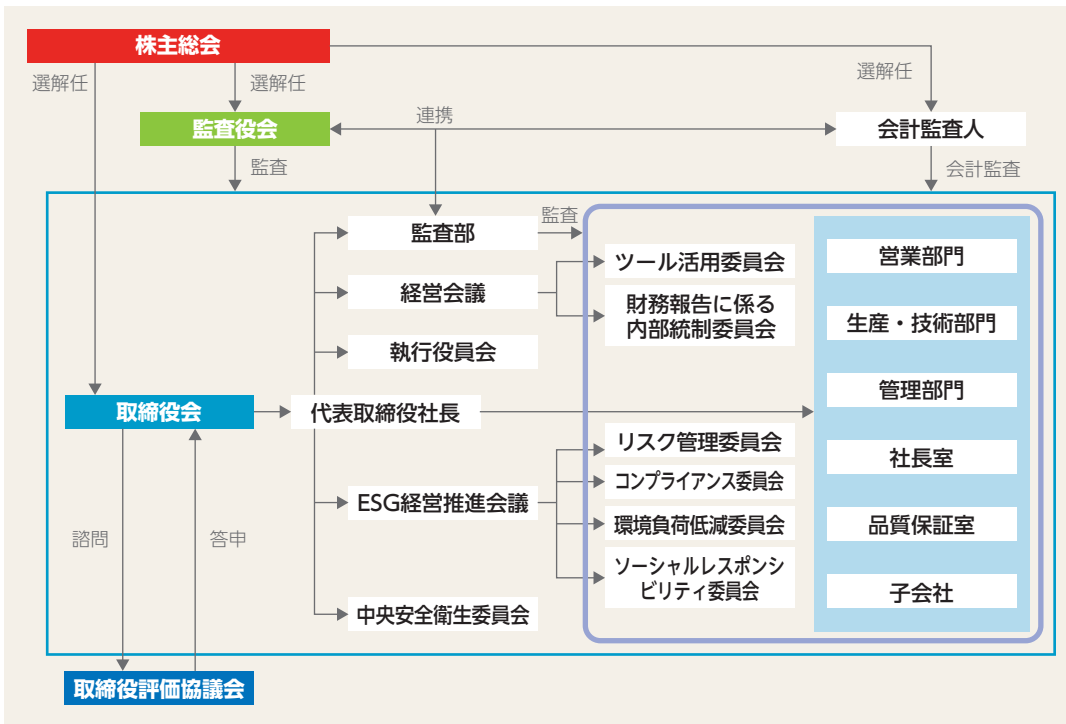 株主総会
選解任
選解任
選解任
監査役会
連携
会計監査人
監査
会計監査
監査部
監査
営業部門
ツール活用委員会
経営会議
財務報告に係る
内部統制委員会
生産・技術部門
執行役員会
管理部門
取締役会
代表取締役社長
リスク管理委員会
社長室
コンプライアンス委員会
ESG経営推進会議
環境負荷低減委員会
品質保証室
諮問
答申
ソーシャルレスポンシ
ビリティ委員会
子会社
中央安全衛生委員会
取締役評価協議会